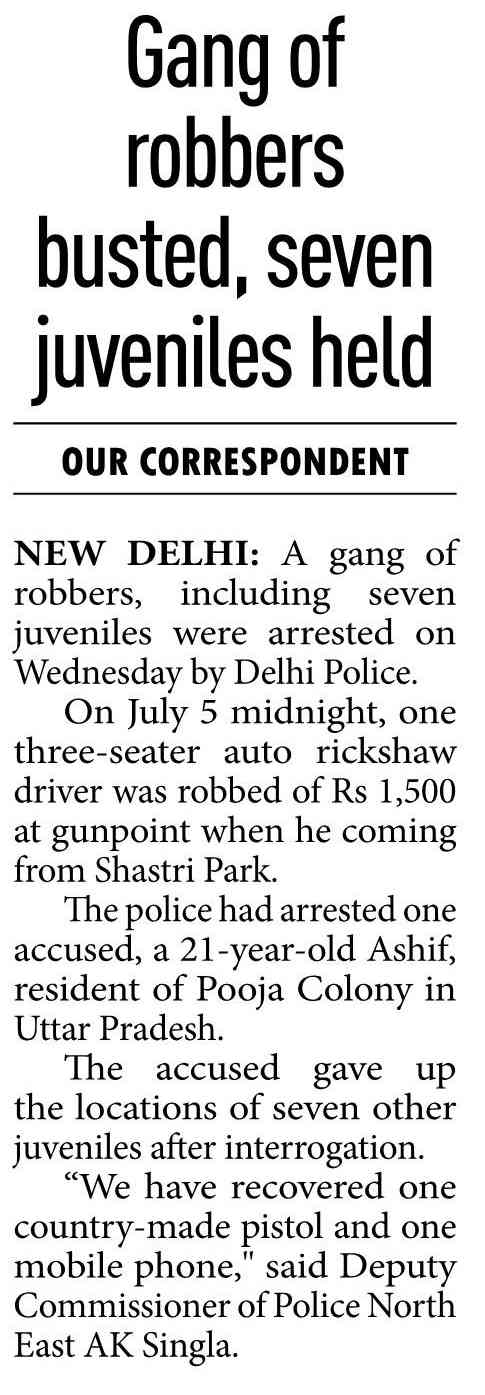 Gang of
robbers
busted, seven
juveniles held
OUR CORRESPONDENT
NEW DELHI: A gang of
robbers, including seven
juveniles were arrested on
Wednesday by Delhi Police.
On July 5 midnight, one
three-seater auto rickshaw
driver was robbed of Rs 1,500
at gunpoint when he coming
from Shastri Park.
The police had arrested one
accused, a 21-year-old Ashif,
resident of Pooja Colony in
Uttar Pradesh.
The accused gave up
the locations of seven other
juveniles after interrogation.
“We have recovered one
country-made pistol and one
mobile phone," said Deputy
Commissioner of Police North
East AK Singla.